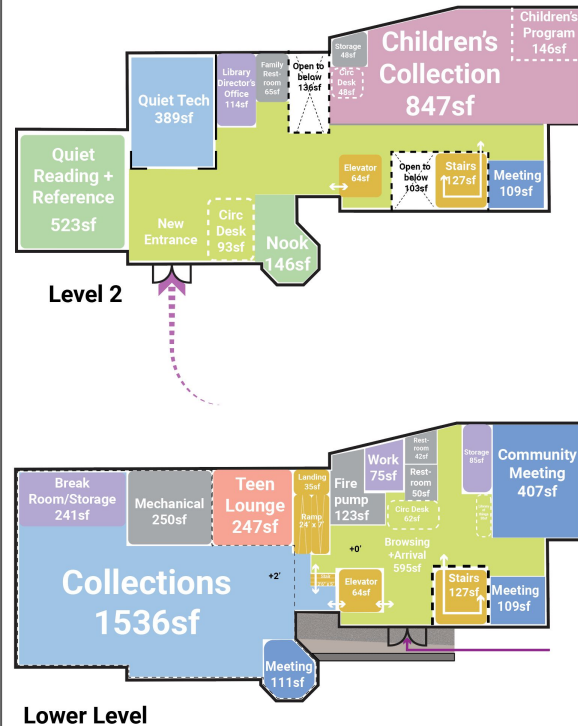 Children's
Program
146sf
Storage
48sf
Children's
Collection
847sf
Circ
Desk
48sf
Family
Rest-
room
65sf
Open to
below
136sf
Library
Director's
Office
114sf
Quiet Tech
389sf
Quiet
Reading +
Reference
523sf
Elevator
64sf
Open to
below
103sf
Stairs
127sf
Meeting
109sf
New
Entrance
Circ
Desk
93sf
Nook
146sf
Level 2
Break
Room/Storage
241sf
Mechanical
250sf
Teen
Lounge
247sf
Landing
35sf
Ramp
24' x 7'
Fire
pump
123sf
Work
75sf
Rest-
room
42sf
Rest-
room
50sf
Storage
85sf
Community
Meeting
407sf
Circ Desk
62sf
Browsing
+Arrival
595sf
+0'
+2'
Collections
1536sf
Elevator
64sf
Stairs
127sf
Meeting
109sf
Meeting
111sf
Lower Level